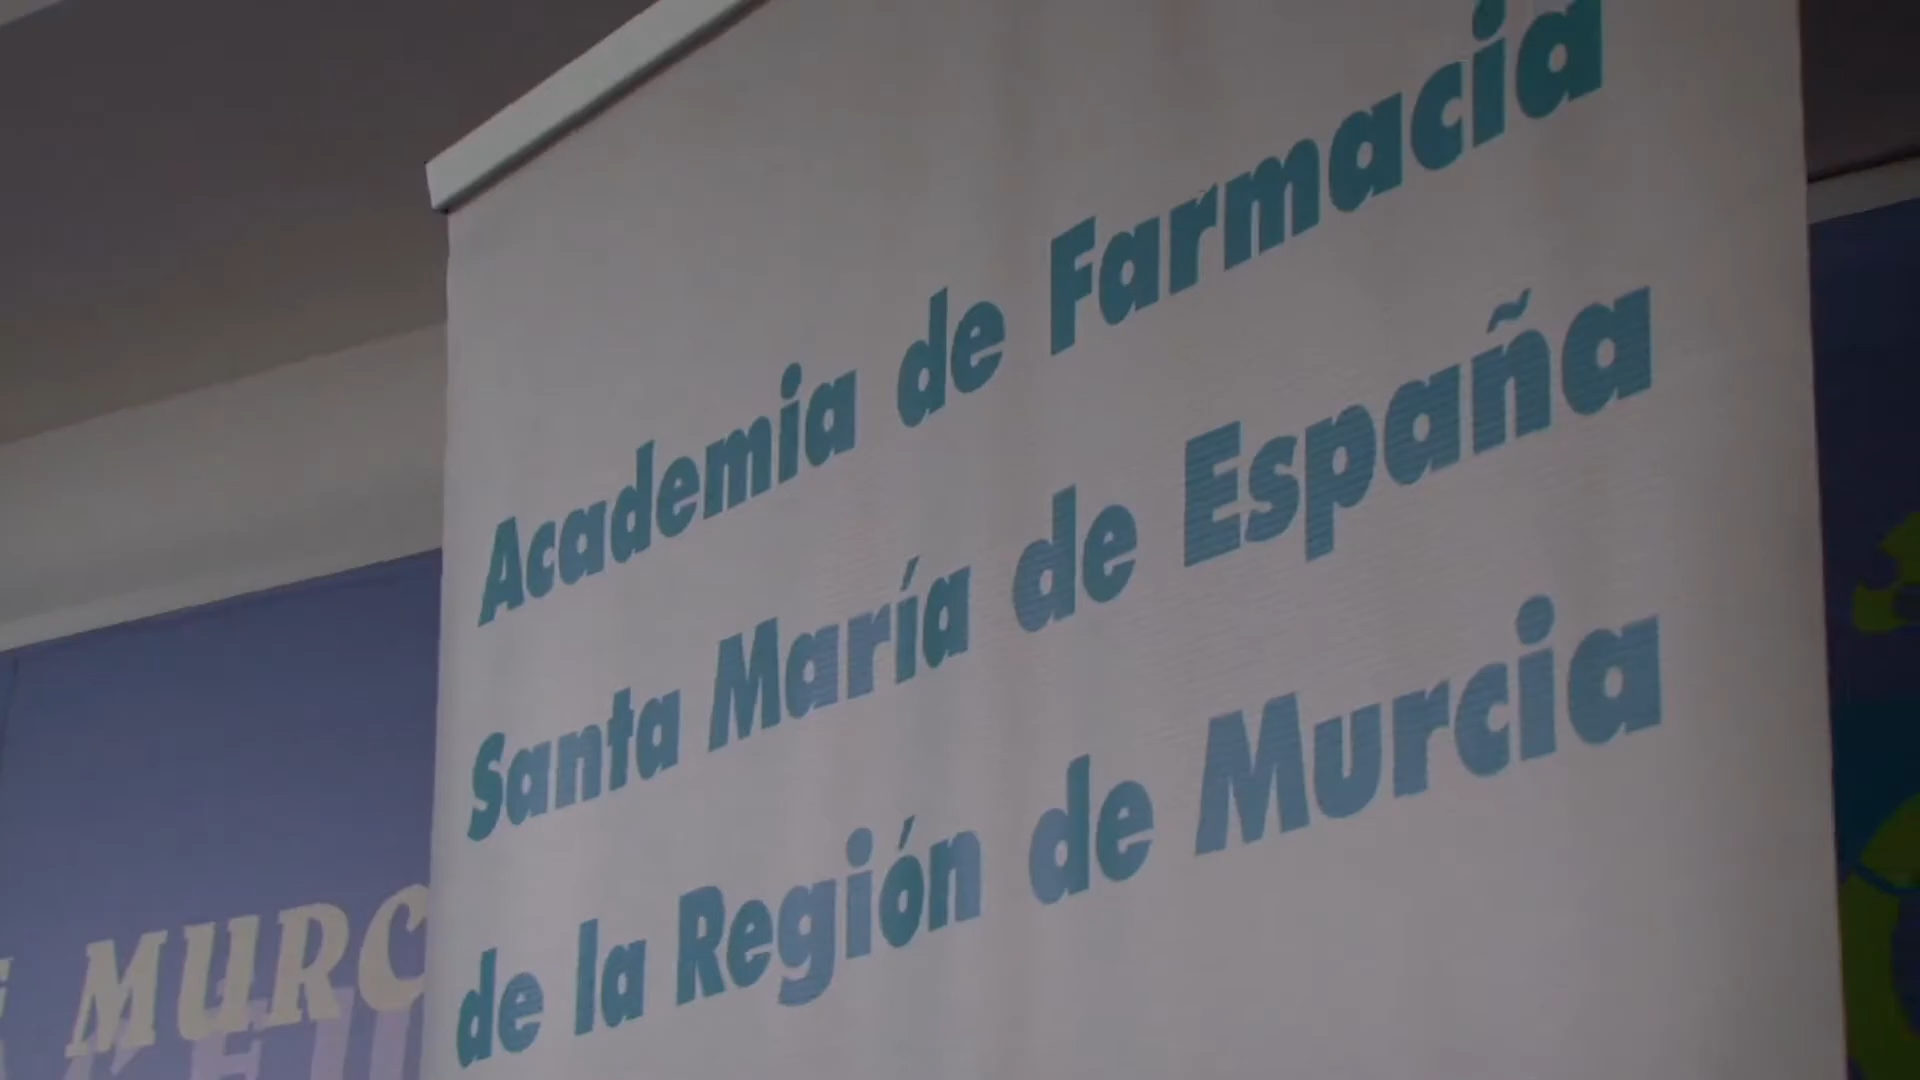 Academia de Farmacia
Santa María de España
de la Región de Murcia
MURC